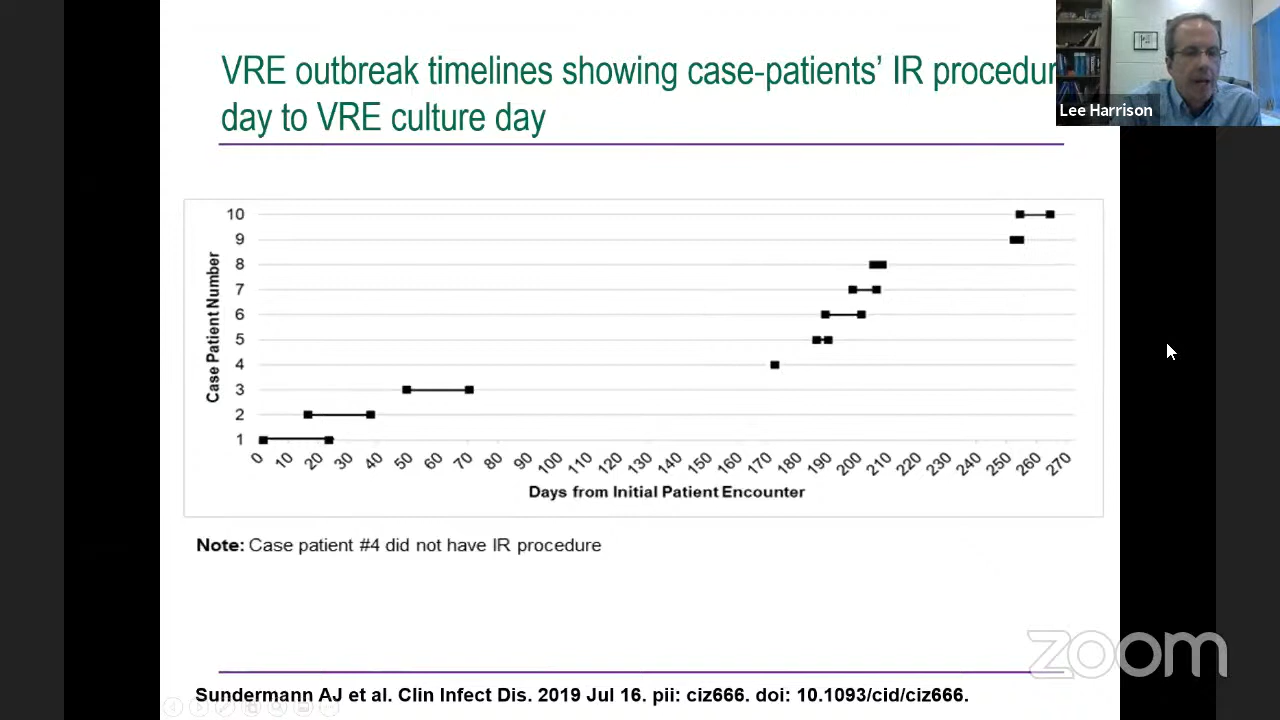 VRE outbreak timelines showing case-patients' IR procedur
day to VRE culture day
Lee Harrison
Case Patient Number
10
9
8
7
6
5
4
3
2
1
0 10 20 30 40 50 60 70 80 90 100 110 120 130 140 150 160 170 180 190 200 210 220 230 240 250 260 270
Days from Initial Patient Encounter
Note: Case patient #4 did not have IR procedure
zoom
Sundermann AJ et al. Clin Infect Dis. 2019 Jul 16. pii: ciz666. doi: 10.1093/cid/ciz666.